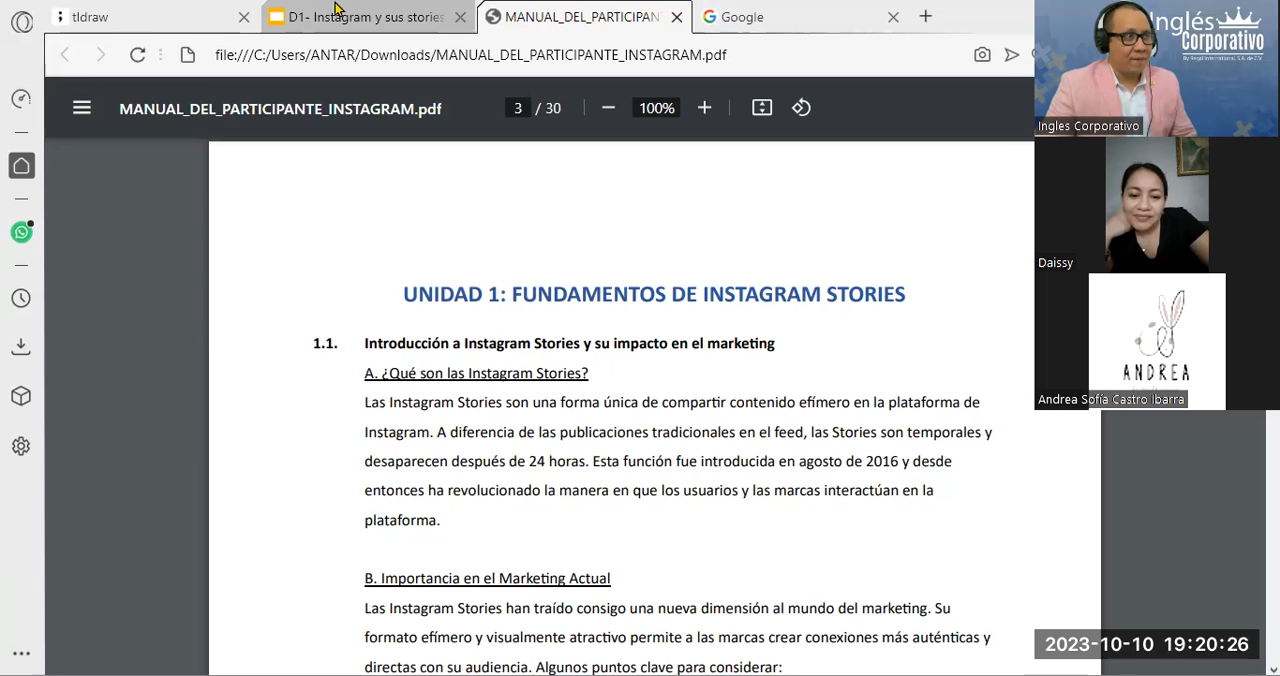 tldraw
D1- Instagram y sus stories
MANUAL_DEL_PARTICIPAN
Google
file:///C:/Users/ANTAR/Downloads/MANUAL_DEL_PARTICIPANTE_INSTAGRAM.pdf
MANUAL_DEL_PARTICIPANTE_INSTAGRAM.pdf
3 / 30
100%
Inglés
Corporativo
By Regal International, S.A. de C.V.
Ingles Corporativo
Daissy
ANDREA
Andrea Sofía Castro Ibarra
UNIDAD 1: FUNDAMENTOS DE INSTAGRAM STORIES
1.1. Introducción a Instagram Stories y su impacto en el marketing
A. ¿Qué son las Instagram Stories?
Las Instagram Stories son una forma única de compartir contenido efímero en la plataforma de
Instagram. A diferencia de las publicaciones tradicionales en el feed, las Stories son temporales y
desaparecen después de 24 horas. Esta función fue introducida en agosto de 2016 y desde
entonces ha revolucionado la manera en que los usuarios y las marcas interactúan en la
plataforma.
B. Importancia en el Marketing Actual
Las Instagram Stories han traído consigo una nueva dimensión al mundo del marketing. Su
formato efímero y visualmente atractivo permite a las marcas crear conexiones más auténticas y
directas con su audiencia. Algunos puntos clave para considerar:
2023-10-10 19:20:26